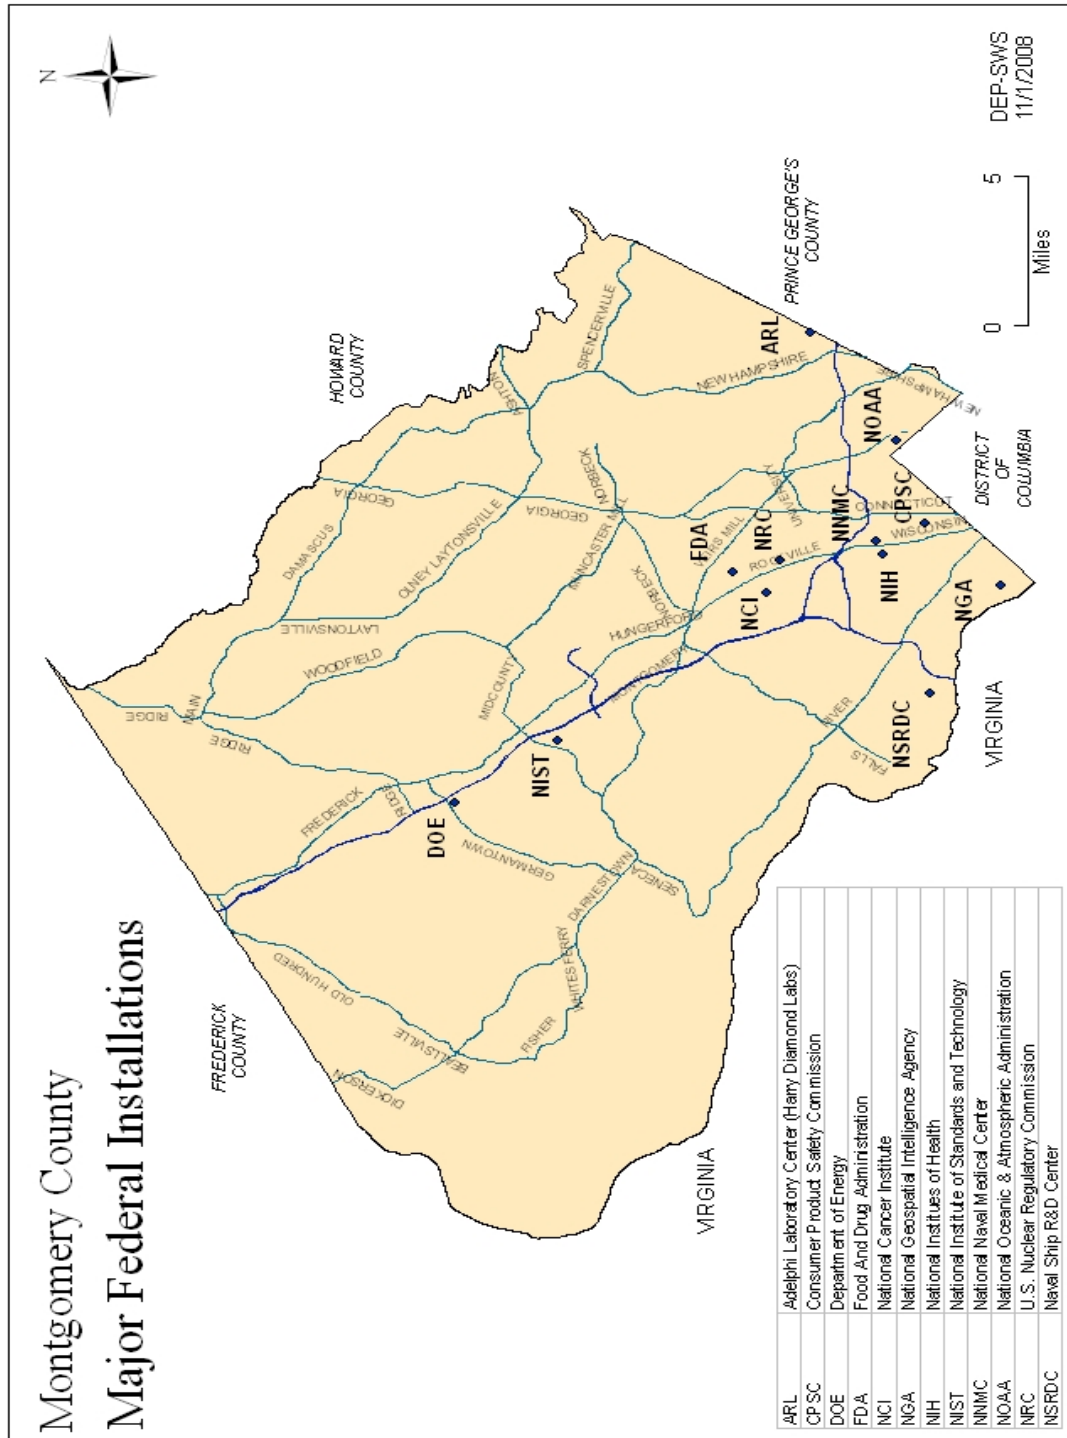 Montgomery County
Major Federal Installations
N
FREDERICK
COUNTY
HOWARD
COUNTY
PRINCE GEORGE'S
COUNTY
DISTRICT
OF
COLUMBIA
VIRGINIA
VIRGINIA
RIDGE
MAIN
RIDGE
DAMASCUS
GEORGIA
LAYTONSVILLE
WOODFIELD
OLNEY LAYTONSVILLE
ASHTON
SPENCERVILLE
FREDERICK
RIDGE
OLD HUNDRED
MIDCOUNTY
MUNCASTER MILL
GEORGIA
NORBECK
NORBECK
HUNGERFORD
MONTGOMERY
GERMANTOWN
DICKERSON
BEALLSVILLE
FISHER
WHITES FERRY
DARNESTOWN
SENECA
VEIRS MILL
ROCKVILLE
UNIVERSITY
NEW HAMPSHIRE
NEW HAMPSHIRE
CONNECTICUT
WISCONSIN
RIVER
FALLS
DOE
NIST
FDA
NRC
NCI
NNMC
NIH
CPSC
NOAA
ARL
NGA
NSRDC
ARL Adelphi Laboratory Center (Harry Diamond Labs)
CPSC Consumer Product Safety Commission
DOE Department of Energy
FDA Food And Drug Administration
NCI National Cancer Institute
NGA National Geospatial Intelligence Agency
NIH National Institues of Health
NIST National Institute of Standards and Technology
NNMC National Naval Medical Center
NOAA National Oceanic & Atmospheric Administration
NRC U.S. Nuclear Regulatory Commission
NSRDC Naval Ship R&D Center
0 5
Miles
DEP-SWS
11/1/2008